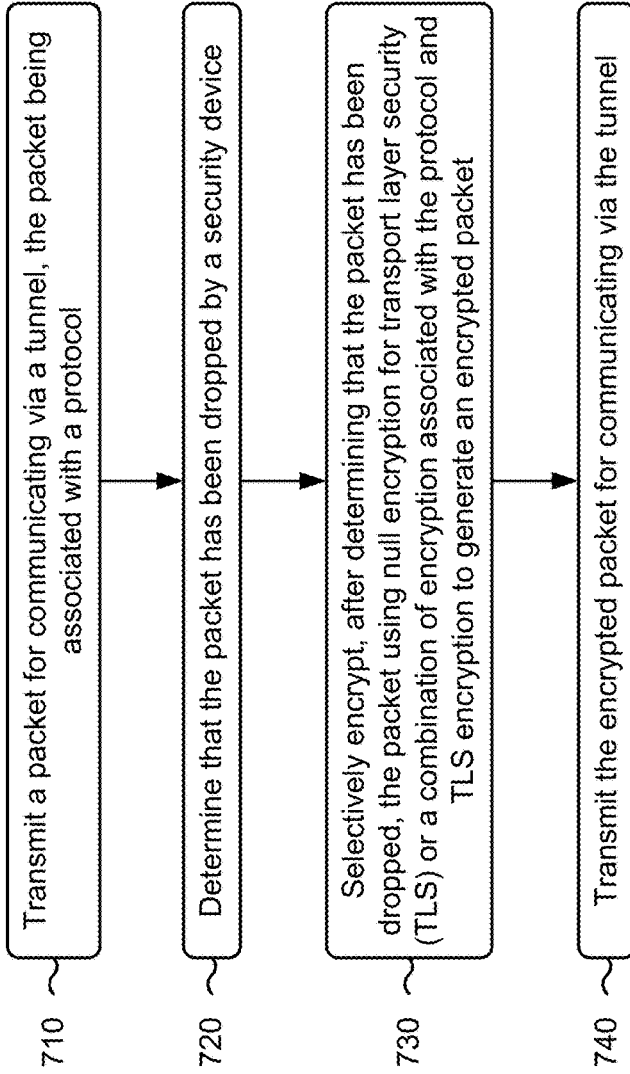 710
Transmit a packet for communicating via a tunnel, the packet being
associated with a protocol
720
Determine that the packet has been dropped by a security device
730
Selectively encrypt, after determining that the packet has been
dropped, the packet using null encryption for transport layer security
(TLS) or a combination of encryption associated with the protocol and
TLS encryption to generate an encrypted packet
740
Transmit the encrypted packet for communicating via the tunnel